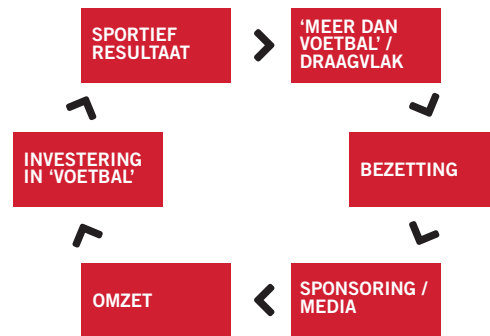 SPORTIEF
RESULTAAT
‘MEER DAN
VOETBAL’ /
DRAAGVLAK
BEZETTING
SPONSORING /
MEDIA
OMZET
INVESTERING
IN ‘VOETBAL’